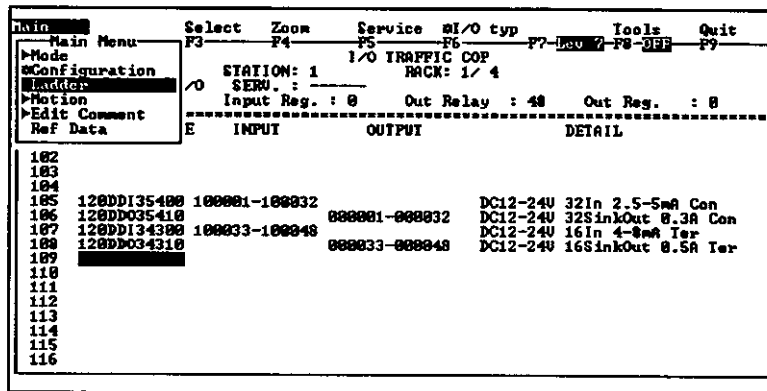 Main Select Zoom Service I/O typ Tools Quit
Main Menu F3 F4 F5 F6 F7-Lev ? F8-OFF F9
Mode I/O TRAFFIC COP
Configuration STATION: 1 RACK: 1/ 4
Ladder /O SERV. :
Motion Input Reg. : 0 Out Relay : 48 Out Reg. : 0
Edit Comment
Ref Data E INPUT OUTPUT DETAIL
102
103
104
105 120DDI35400 100001-100032 DC12-24V 32In 2.5-5mA Con
106 120DDO35410 000001-000032 DC12-24V 32SinkOut 0.3A Con
107 120DDI34300 100033-100048 DC12-24V 16In 4-8mA Ter
108 120DDO34310 000033-000048 DC12-24V 16SinkOut 0.5A Ter
109
110
111
112
113
114
115
116